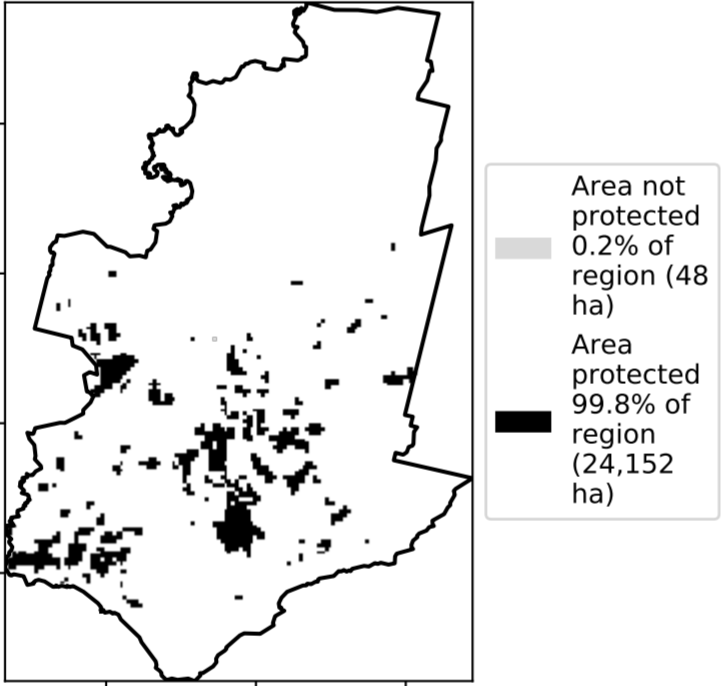 Area not
protected
0.2% of
region (48
ha)
Area
protected
99.8% of
region
(24,152
ha)